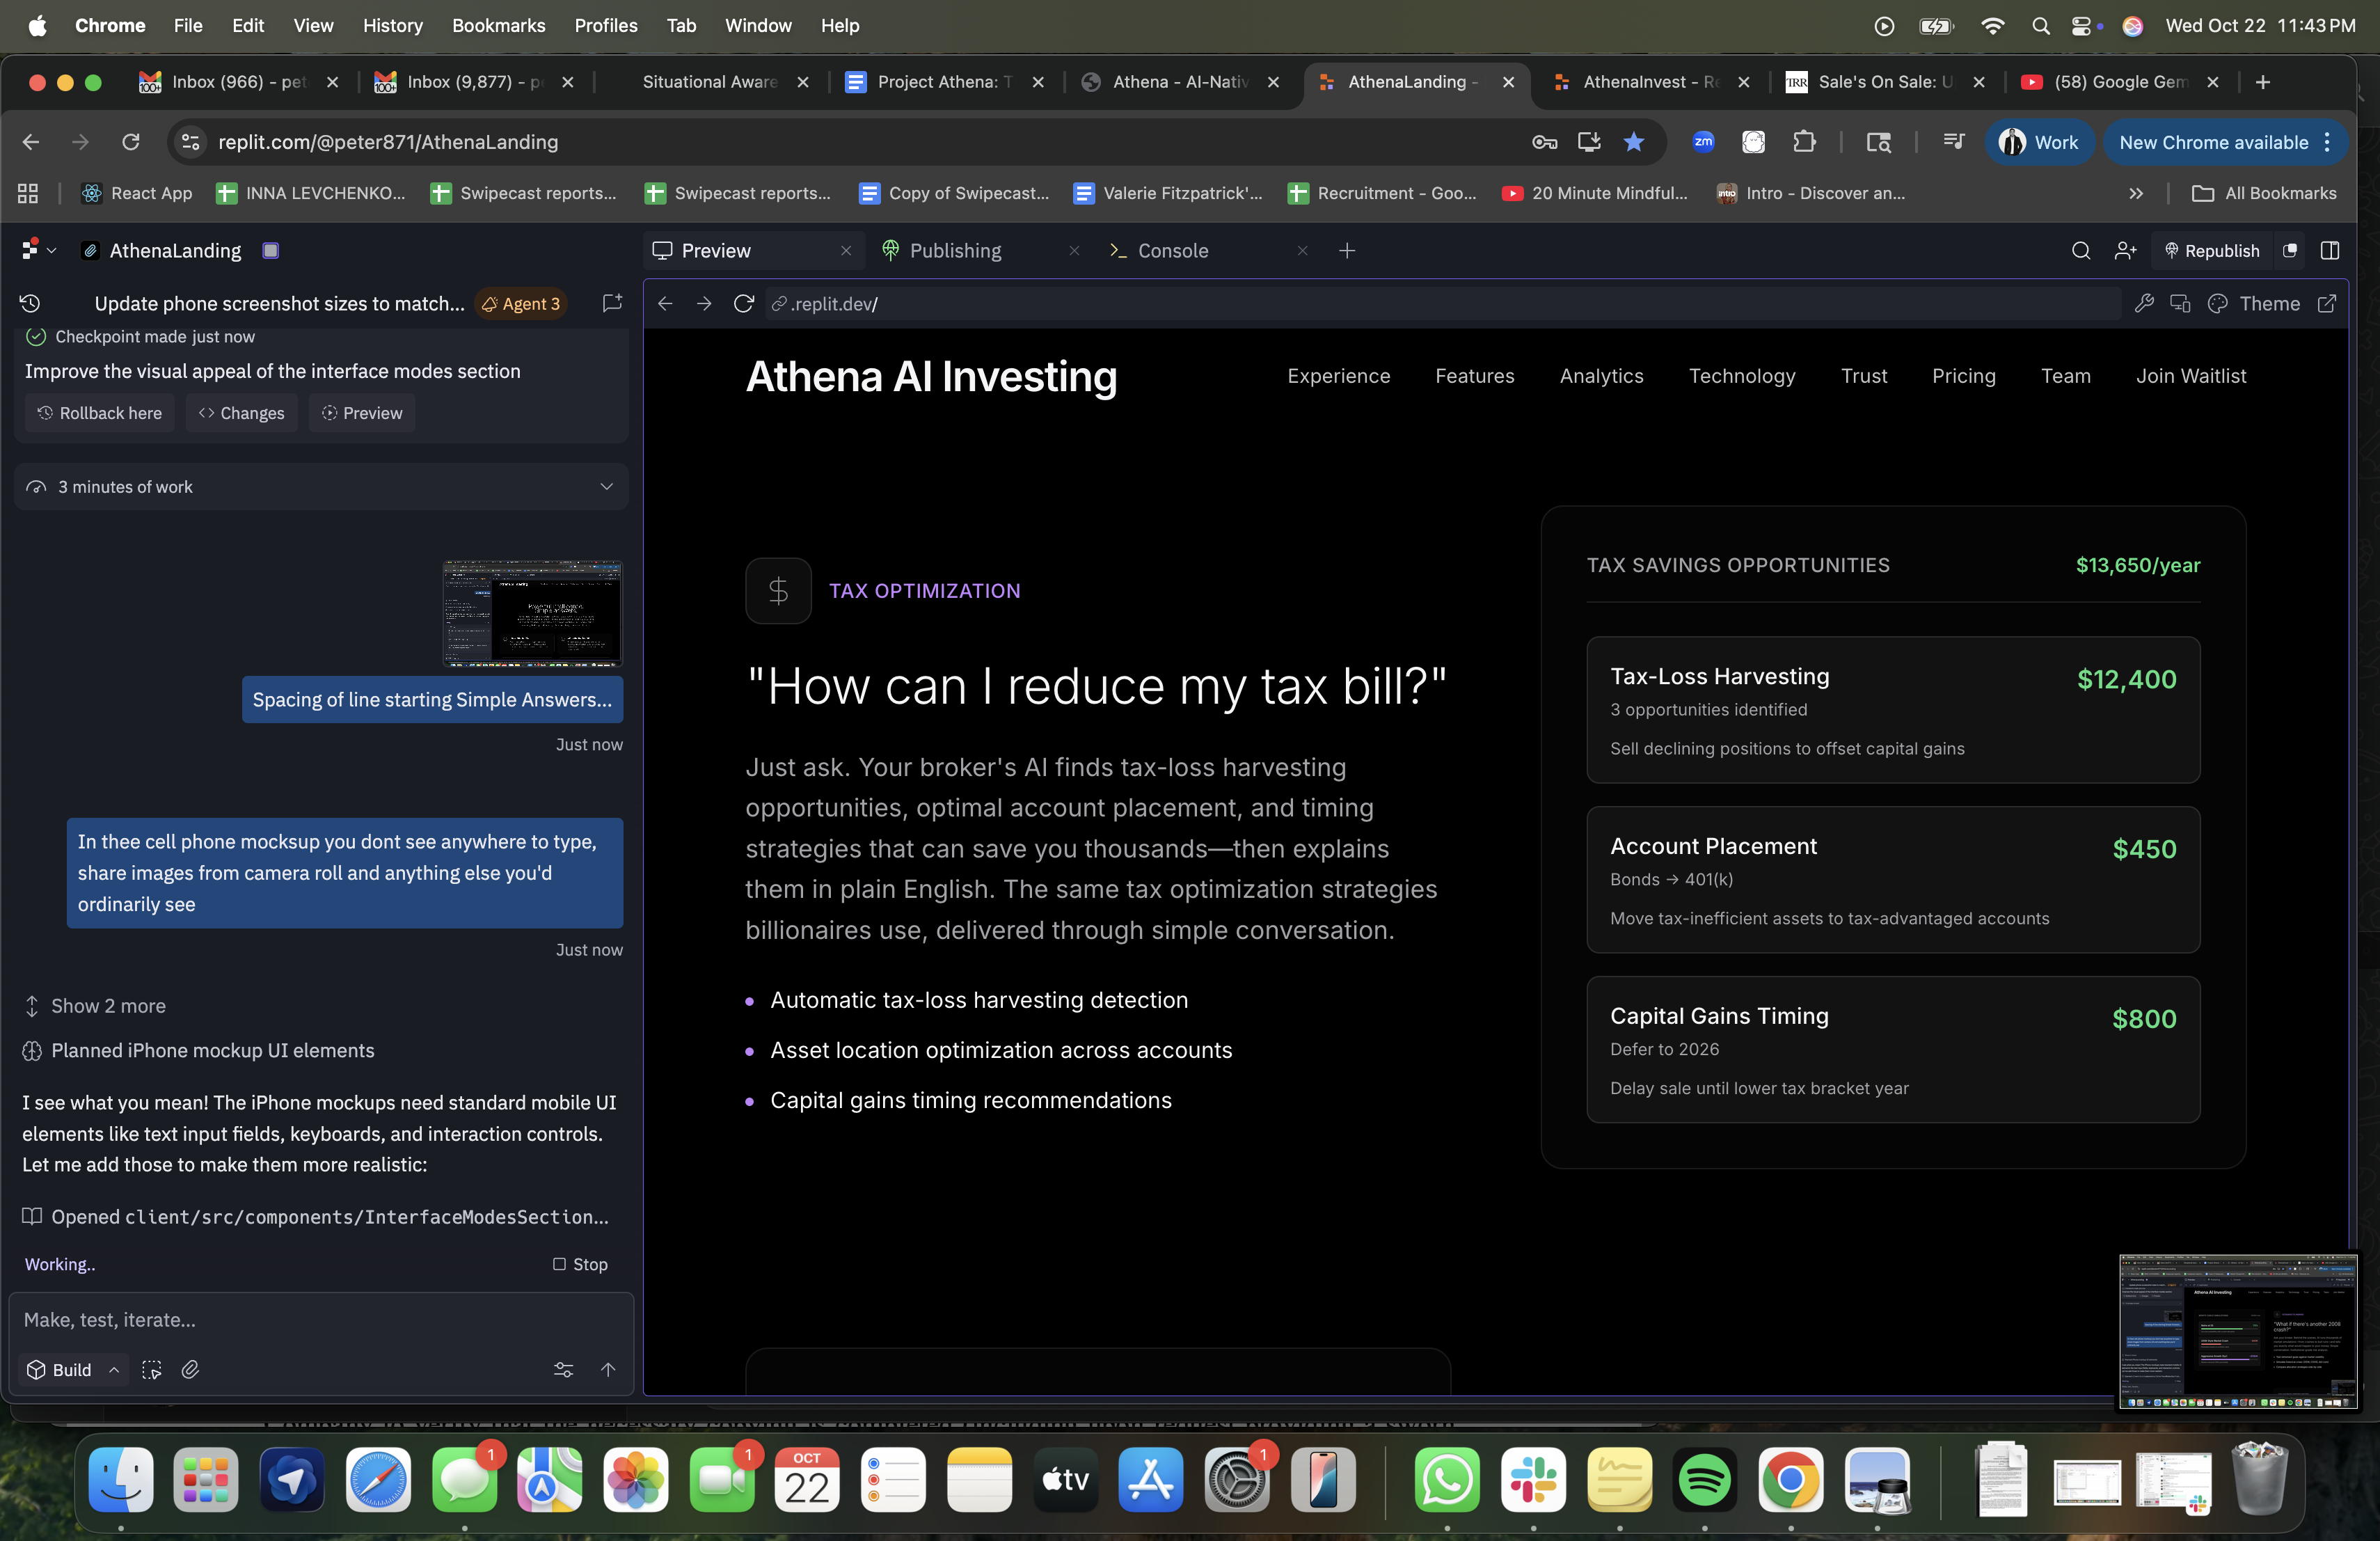 Chrome File Edit View History Bookmarks Profiles Tab Window Help
Wed Oct 22 11:43 PM
Inbox (966) - pet
Inbox (9,877) - p
Situational Aware
Project Athena: T
Athena - AI-Nativ
AthenaLanding -
AthenaInvest - Re
Sale's On Sale: U
(58) Google Gem
replit.com/@peter871/AthenaLanding
zm
Work
New Chrome available
React App
INNA LEVCHENKO...
Swipecast reports...
Swipecast reports...
Copy of Swipecast...
Valerie Fitzpatrick'...
Recruitment - Goo...
20 Minute Mindful...
Intro - Discover an...
All Bookmarks
AthenaLanding
Preview
Publishing
Console
Republish
Update phone screenshot sizes to match...
Agent 3
.replit.dev/
Theme
Checkpoint made just now
Improve the visual appeal of the interface modes section
Rollback here
Changes
Preview
3 minutes of work
Spacing of line starting Simple Answers...
Just now
In thee cell phone mocksup you dont see anywhere to type,
share images from camera roll and anything else you'd
ordinarily see
Just now
Show 2 more
Planned iPhone mockup UI elements
I see what you mean! The iPhone mockups need standard mobile UI
elements like text input fields, keyboards, and interaction controls.
Let me add those to make them more realistic:
Opened client/src/components/InterfaceModesSection...
Working..
Stop
Make, test, iterate...
Build
Athena AI Investing
Experience Features Analytics Technology Trust Pricing Team Join Waitlist
$
TAX OPTIMIZATION
"How can I reduce my tax bill?"
Just ask. Your broker's AI finds tax-loss harvesting
opportunities, optimal account placement, and timing
strategies that can save you thousands—then explains
them in plain English. The same tax optimization strategies
billionaires use, delivered through simple conversation.
Automatic tax-loss harvesting detection
Asset location optimization across accounts
Capital gains timing recommendations
TAX SAVINGS OPPORTUNITIES
$13,650/year
Tax-Loss Harvesting
$12,400
3 opportunities identified
Sell declining positions to offset capital gains
Account Placement
$450
Bonds → 401(k)
Move tax-inefficient assets to tax-advantaged accounts
Capital Gains Timing
$800
Defer to 2026
Delay sale until lower tax bracket year
Athena AI Investing
"What if there's another 2008
crash?"
1
1
OCT
22
tv
1